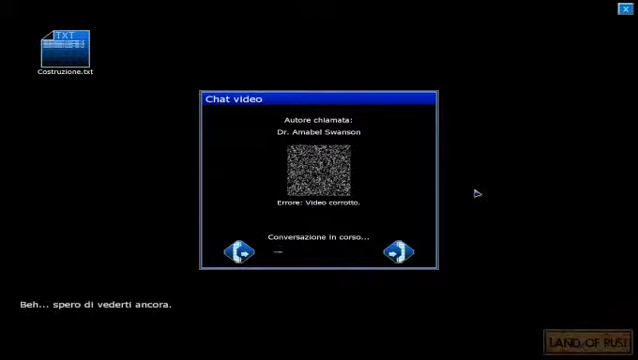 TXT
Costruzione.txt
Chat video
Autore chiamata:
Dr. Amabel Swanson
Errore: Video corrotto.
Conversazione in corso...
Beh... spero di vederti ancora.
LAND OF RUST